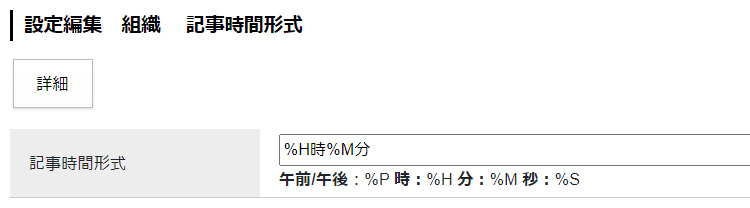 設定編集　組織　 記事時間形式
詳細
記事時間形式
%H時%M分
午前/午後：%P 時：%H 分：%M 秒：%S